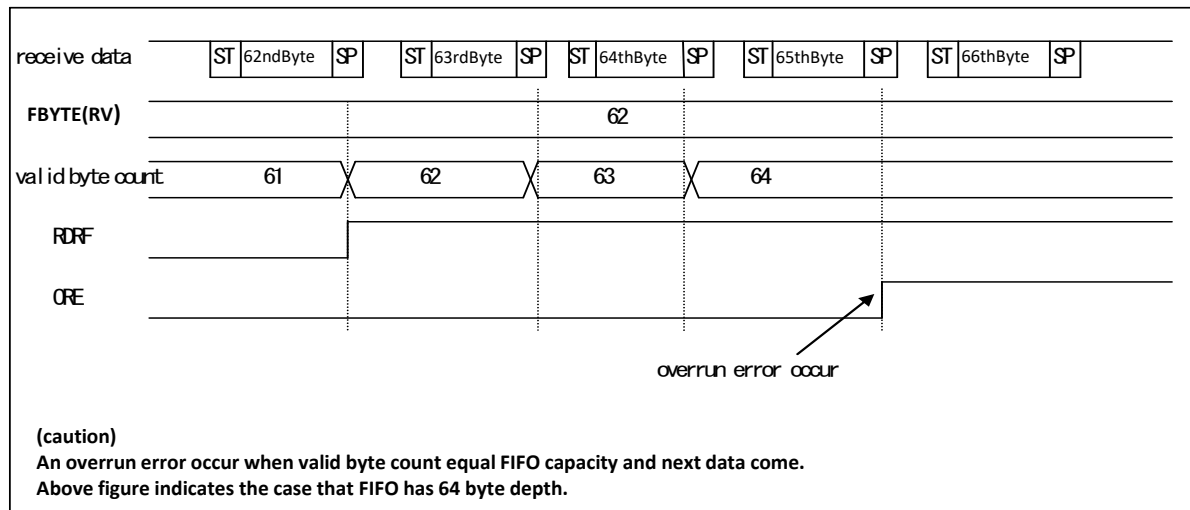 receive data ST 62ndByte SP ST 63rdByte SP ST 64thByte SP ST 65thByte SP ST 66thByte SP
FBYTE(RV) 62
valid byte count 61 62 63 64
RDRF
ORE
overrun error occur
(caution)
An overrun error occur when valid byte count equal FIFO capacity and next data come.
Above figure indicates the case that FIFO has 64 byte depth.